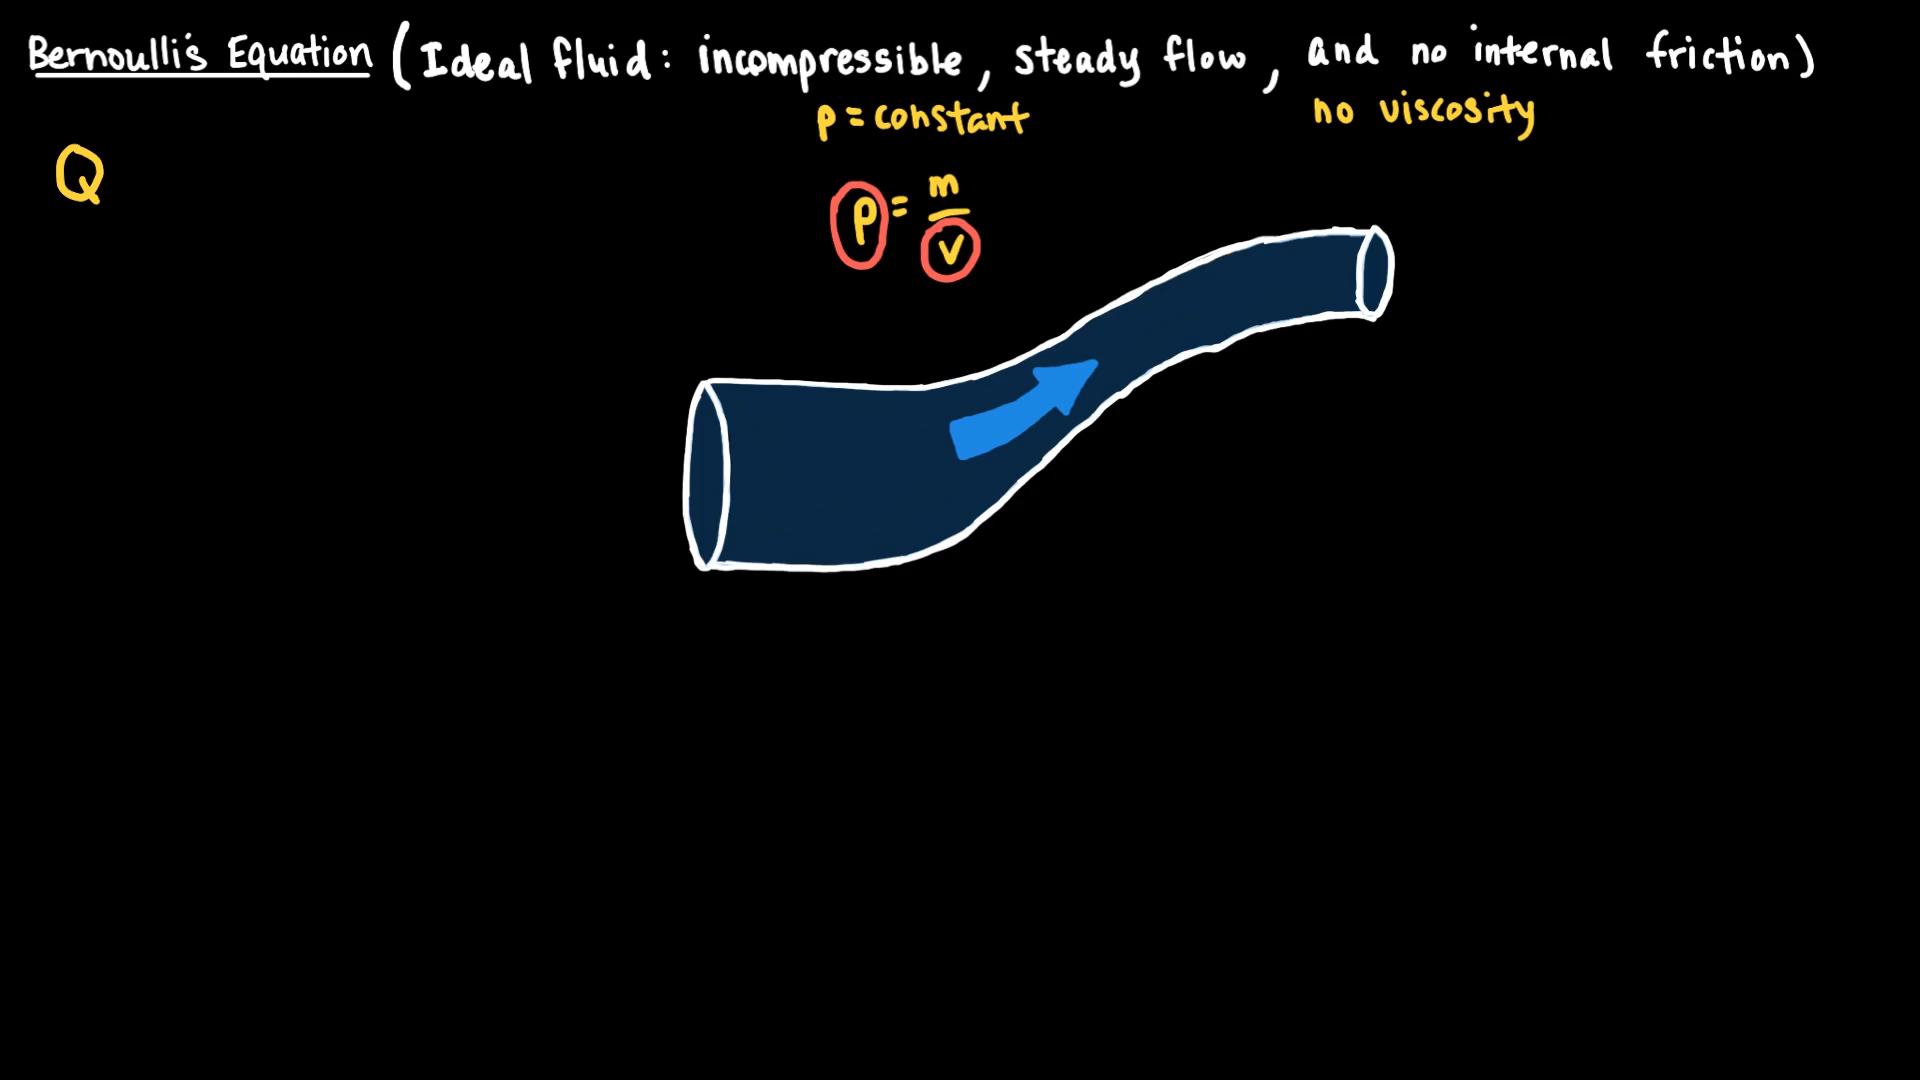 Bernoulli's Equation (Ideal fluid: incompressible, steady flow, and no internal friction)
ρ = constant
no viscosity
Q
ρ = m/V